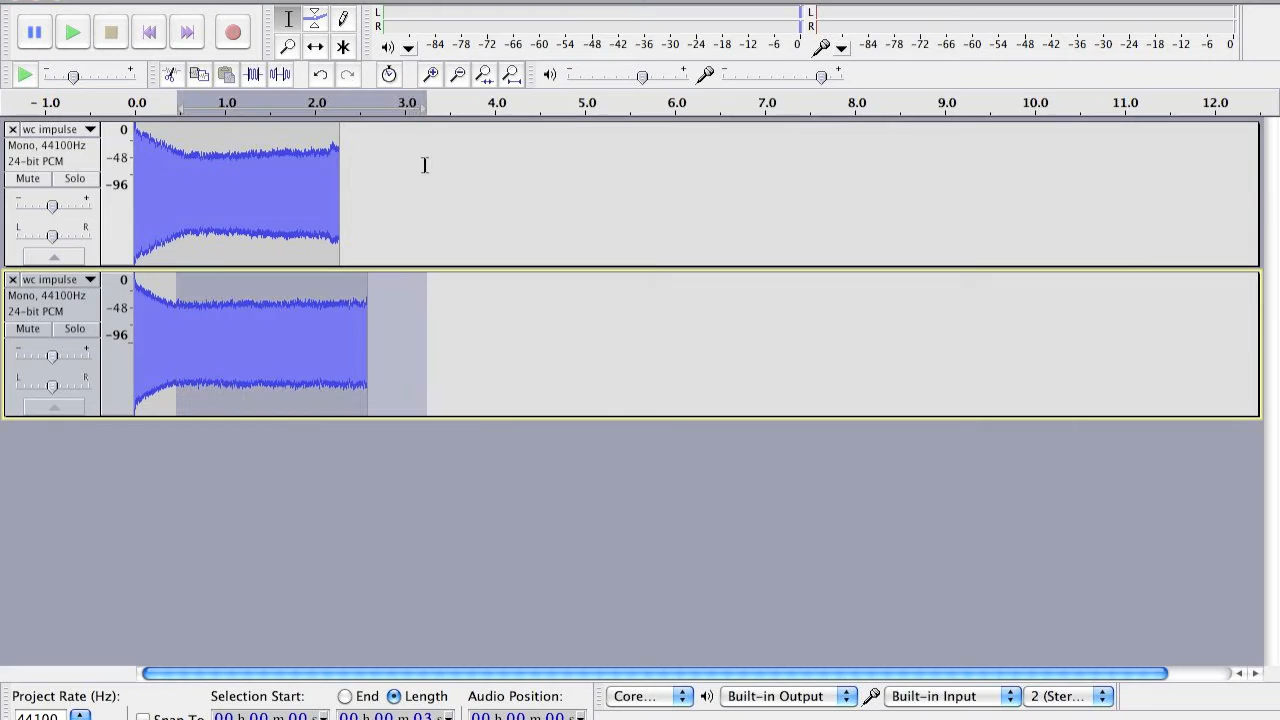 L
R
-84 -78 -72 -66 -60 -54 -48 -42 -36 -30 -24 -18 -12 -6 0
L
R
-84 -78 -72 -66 -60 -54 -48 -42 -36 -30 -24 -18 -12 -6 0
- 1.0 0.0 1.0 2.0 3.0 4.0 5.0 6.0 7.0 8.0 9.0 10.0 11.0 12.0
wc impulse
Mono, 44100Hz
24-bit PCM
Mute Solo
- +
L R
0
-48
-96
wc impulse
Mono, 44100Hz
24-bit PCM
Mute Solo
- +
L R
0
-48
-96
Project Rate (Hz):
44100
Selection Start:
End Length
Audio Position:
Snap To
00 h 00 m 00 s
00 h 00 m 03 s
00 h 00 m 00 s
Core...
Built-in Output
Built-in Input
2 (Ster...